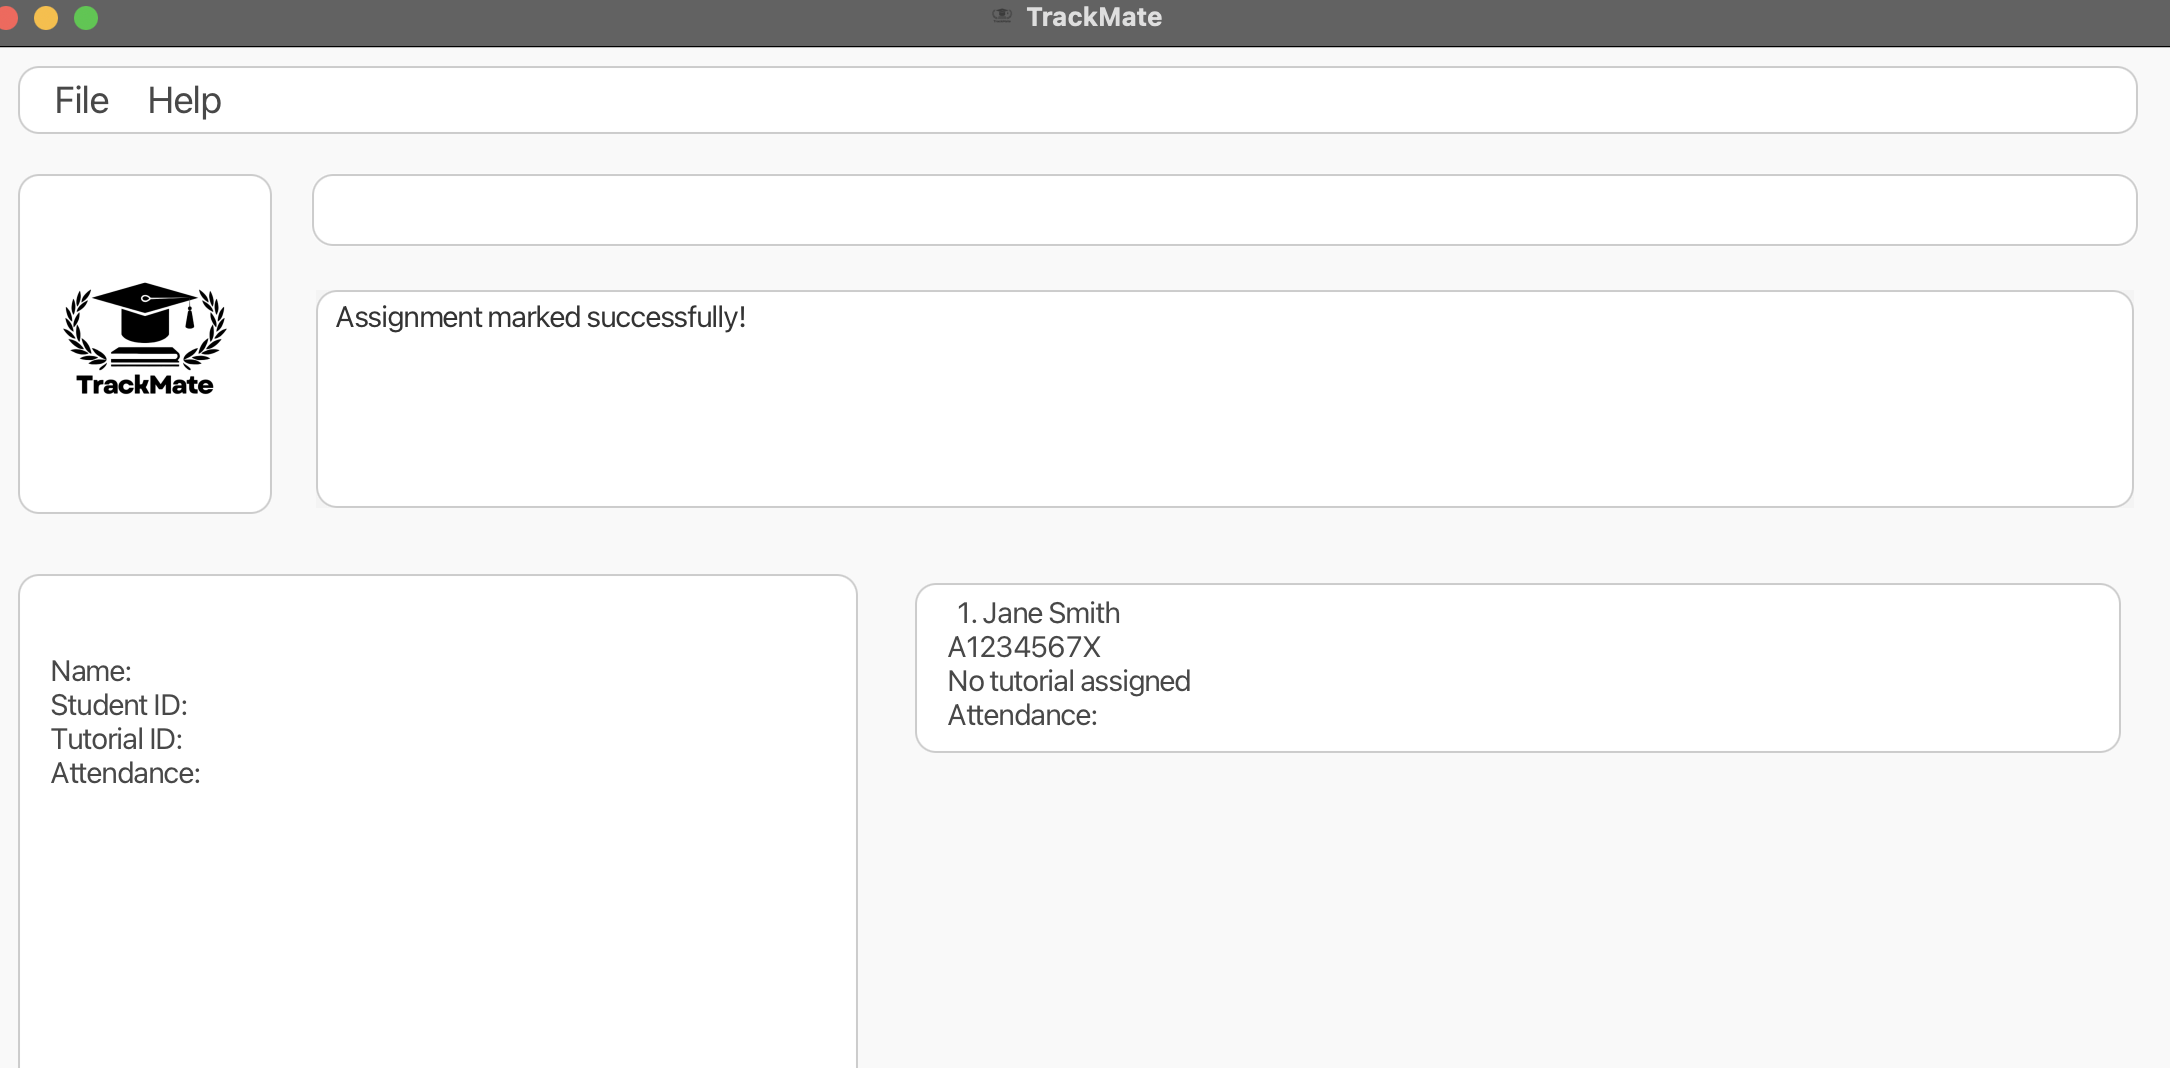 TrackMate
File Help
TrackMate
Assignment marked successfully!
Name:
Student ID:
Tutorial ID:
Attendance:
1. Jane Smith
A1234567X
No tutorial assigned
Attendance: